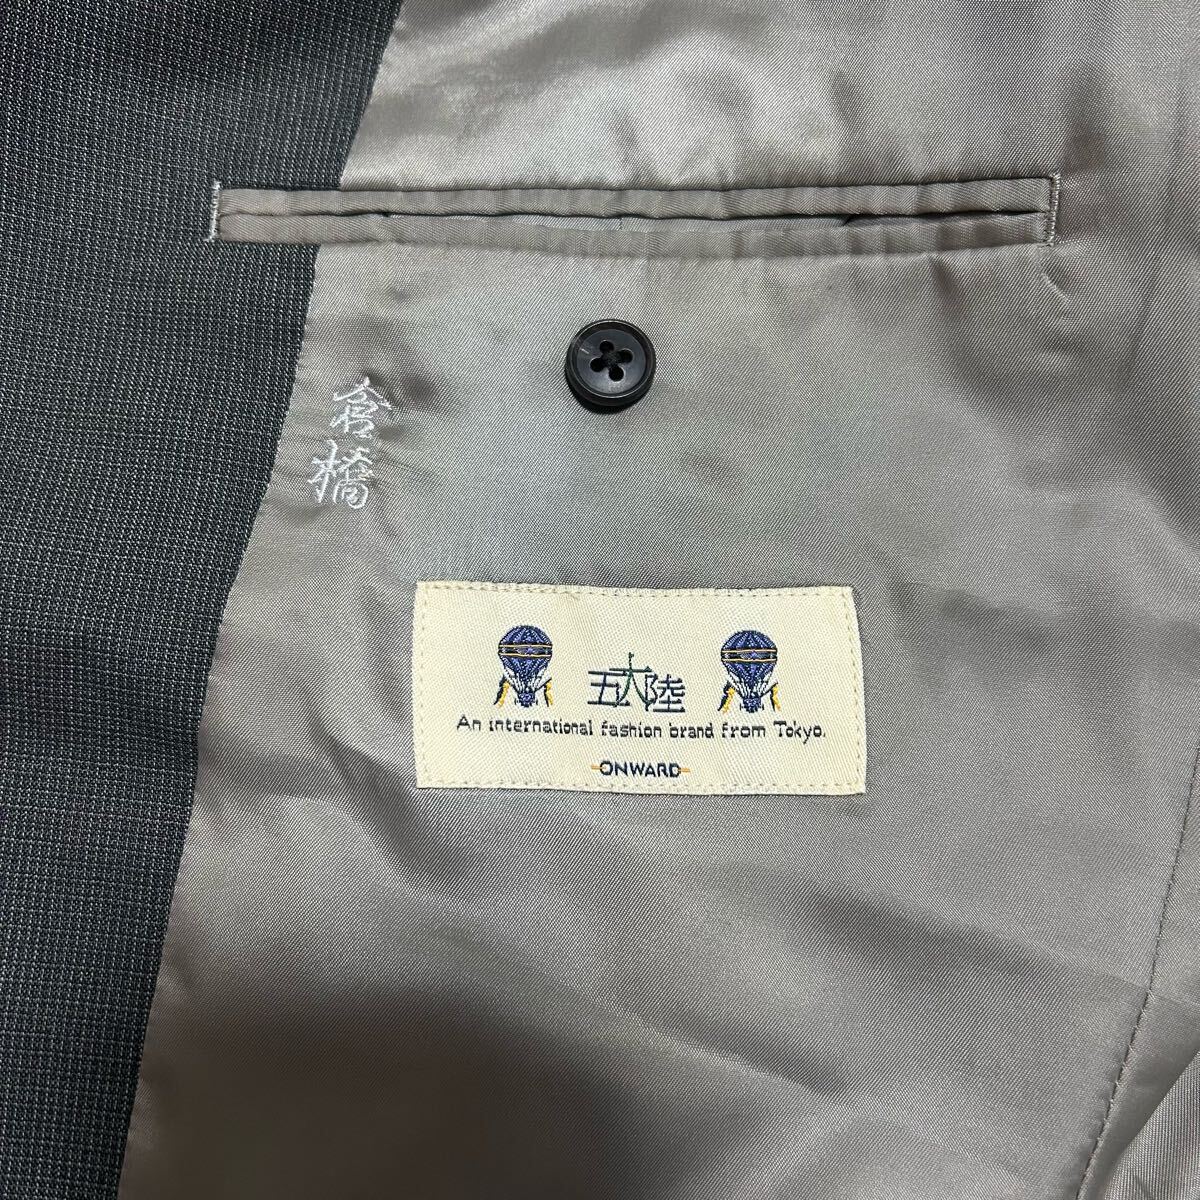 倉橋
五大陸
An international fashion brand from Tokyo.
ONWARD